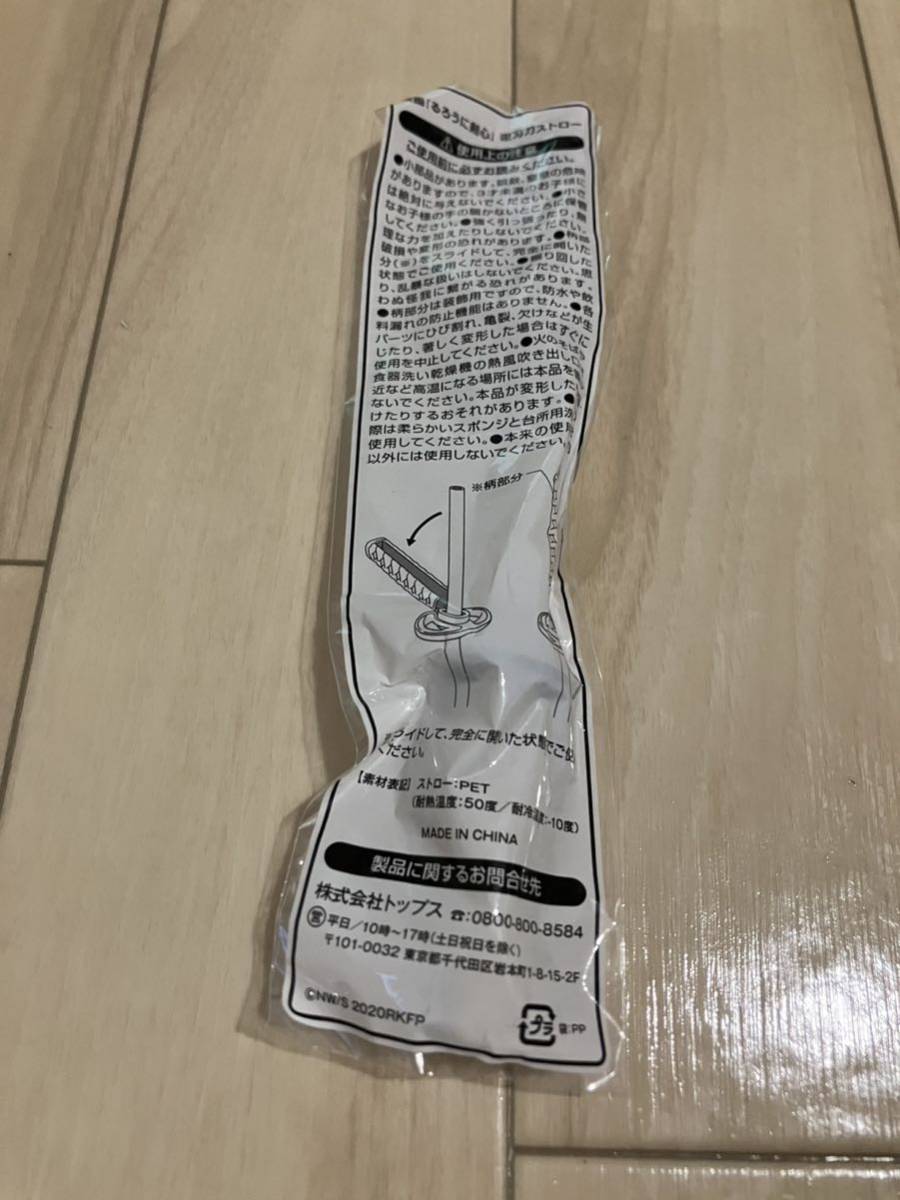 「るろうに剣心」逆刃刀ストロー
⚠使用上の注意
ご使用前に必ずお読みください。
●小部品があります。誤飲、窒息の危険
がありますので、3才未満のお子様に
は絶対に与えないでください。●小さ
なお子様の手の届かないところに保管
してください。●強く引っ張ったり、無
理な力を加えたりしないでください。
破損や変形の恐れがあります。●柄部
分(※)をスライドして、完全に開いた
状態でご使用ください。●振り回した
り、乱暴な扱いはしないでください。思
わぬ怪我に繋がる恐れがあります。
●柄部分は装飾用ですので、防水や飲
料漏れの防止機能はありません。●各
パーツにひび割れ、亀裂、欠けなどが生
じたり、著しく変形した場合はすぐに
使用を中止してください。●火のそばや
食器洗い乾燥機の熱風吹き出し口
近など高温になる場所には本品を
ないでください。本品が変形した
けたりするおそれがあります。●
際は柔らかいスポンジと台所用洗
使用してください。●本来の使用
以外には使用しないでください
※柄部分
ライドして、完全に開いた状態でご使
ください。
【素材表記】ストロー:PET
(耐熱温度:50度/耐冷温度:-10度)
MADE IN CHINA
製品に関するお問合せ先
株式会社トップス ☎:0800-800-8584
営 平日/10時~17時(土日祝日を除く)
〒101-0032 東京都千代田区岩本町1-8-15-2F
©NW/S 2020RKFP
プラ 袋:PP